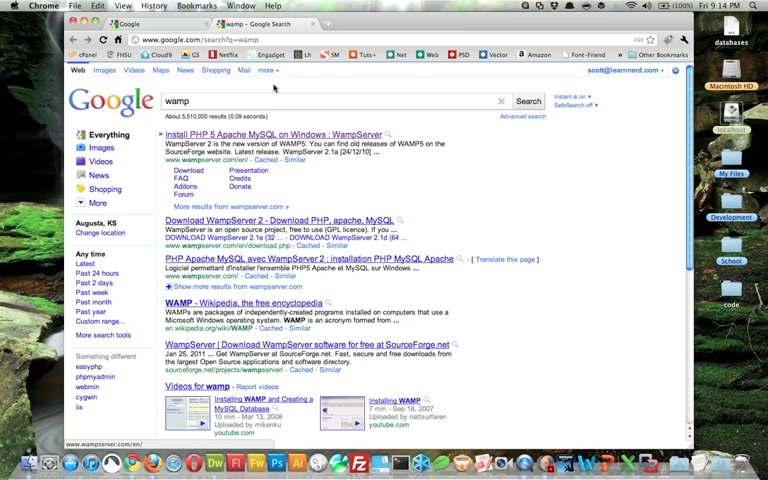 Chrome File Edit View History Bookmarks Window Help (Charged) Fri 9:14 PM
Google
wamp - Google Search
www.google.com/search?q=wamp
cPanel FHSU Cloud9 GS Netflix Engadget Lh SM Tuts+ Net Web PSD Vector Amazon Font-Friend Other Bookmarks
Web Images Videos Maps News Shopping Mail more
scott@learnnerd.com
Google
wamp
Search
Instant is on
SafeSearch off
About 5,510,000 results (0.09 seconds)
Advanced search
Everything
Images
Videos
News
Shopping
More
Augusta, KS
Change location
Any time
Latest
Past 24 hours
Past 2 days
Past week
Past month
Past year
Custom range...
More search tools
Something different
easyphp
phpmyadmin
webmin
cygwin
iis
Install PHP 5 Apache MySQL on Windows : WampServer
WampServer 2 is the new version of WAMP5. You can find old releases of WAMP5 on the
SourceForge website. Latest release. WampServer 2.1a [24/12/10] ...
www.wampserver.com/en/ - Cached - Similar
Download Presentation
FAQ Credits
Addons Donate
Forum
More results from wampserver.com »
Download WampServer 2 - Download PHP, apache, MySQL
WampServer is an open source project, free to use (GPL licence). If you ...
DOWNLOAD WampServer 2.1e (32 ... - DOWNLOAD WampServer 2.1d (64 ...
www.wampserver.com/en/download.php - Cached - Similar
PHP MySQL avec WampServer 2 : installation PHP MySQL Apache - [ Translate this page ]
Logiciel permettant d'installer l'ensemble PHP5 Apache et MySQL sur Windows ...
www.wampserver.com/ - Cached - Similar
Show more results from wampserver.com
WAMP - Wikipedia, the free encyclopedia
WAMPs are packages of independently-created programs installed on computers that use a
Microsoft Windows operating system. WAMP is an acronym formed from ...
en.wikipedia.org/wiki/WAMP - Cached - Similar
WampServer | Download WampServer software for free at SourceForge.net
Jan 25, 2011 ... Get WampServer at SourceForge.net. Fast, secure and free downloads from
the largest Open Source applications and software directory.
sourceforge.net/projects/wampserver/ - Cached - Similar
Videos for wamp - Report videos
Installing WAMP and Creating a
MySQL Database
10 min - Mar 13, 2008
Uploaded by mikenku
youtube.com
Installing WAMP
7 min - Sep 18, 2007
Uploaded by nattsurfaren
youtube.com
www.wampserver.com/en/
databases
Macintosh HD
localhost
My Files
Development
School
code
Dw Fl Fw Ps Ai